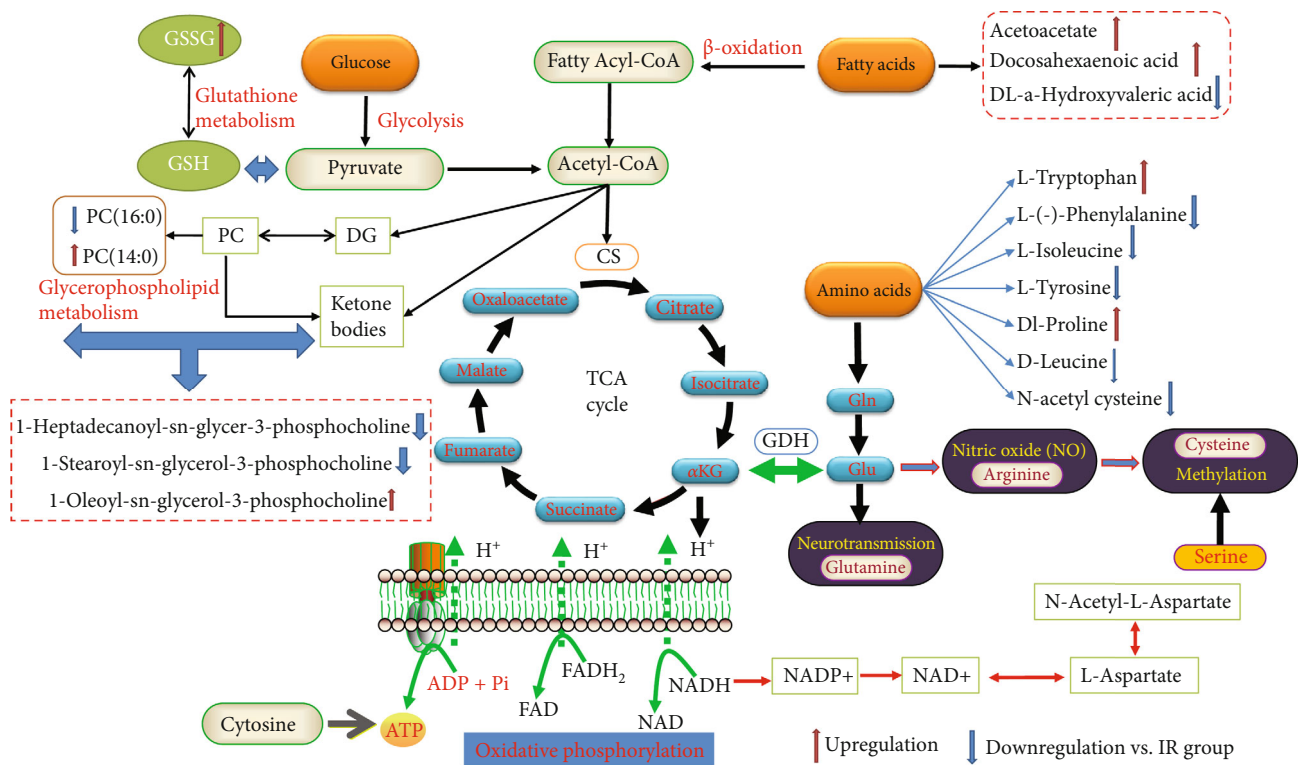 GSSG
Glutathione
metabolism
GSH
Glucose
Glycolysis
Pyruvate
Fatty Acyl-CoA
β-oxidation
Fatty acids
Acetoacetate
Docosahexaenoic acid
DL-a-Hydroxyvaleric acid
Acetyl-CoA
PC(16:0)
PC(14:0)
PC
DG
Glycerophospholipid
metabolism
Ketone
bodies
1-Heptadecanoyl-sn-glycer-3-phosphocholine
1-Stearoyl-sn-glycerol-3-phosphocholine
1-Oleoyl-sn-glycerol-3-phosphocholine
CS
Oxaloacetate
Citrate
Malate
Isocitrate
TCA
cycle
Fumarate
αKG
Succinate
GDH
Amino acids
L-Tryptophan
L-(-)-Phenylalanine
L-Isoleucine
L-Tyrosine
Dl-Proline
D-Leucine
N-acetyl cysteine
Gln
Glu
Nitric oxide (NO)
Arginine
Cysteine
Methylation
Serine
Neurotransmission
Glutamine
H+
H+
H+
ADP + Pi
ATP
Cytosine
FADH2
FAD
NADH
NAD
Oxidative phosphorylation
NADP+
NAD+
L-Aspartate
N-Acetyl-L-Aspartate
Upregulation
Downregulation vs. IR group